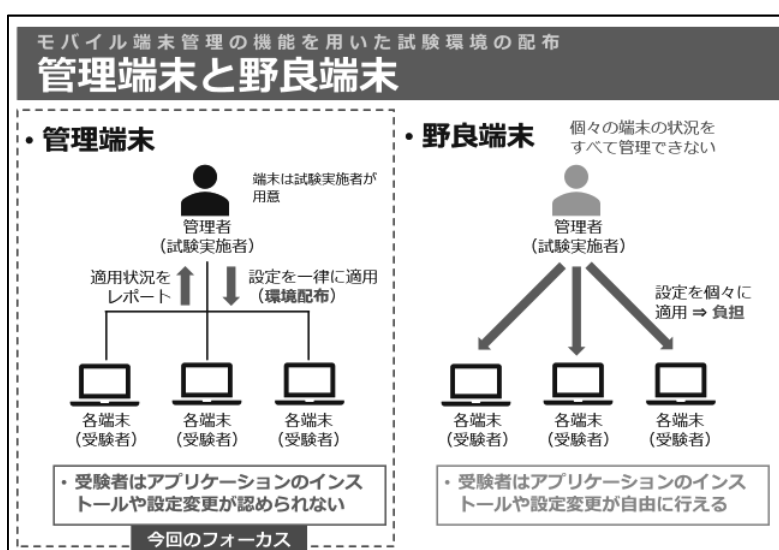 モバイル端末管理の機能を用いた試験環境の配布
管理端末と野良端末
・管理端末
端末は試験実施者が
用意
管理者
(試験実施者)
適用状況を
レポート
設定を一律に適用
(環境配布)
各端末
(受験者)
各端末
(受験者)
各端末
(受験者)
・受験者はアプリケーションのインス
トールや設定変更が認められない
今回のフォーカス
・野良端末
個々の端末の状況を
すべて管理できない
管理者
(試験実施者)
設定を個々に
適用 ⇒ 負担
各端末
(受験者)
各端末
(受験者)
各端末
(受験者)
・受験者はアプリケーションのインス
トールや設定変更が自由に行える